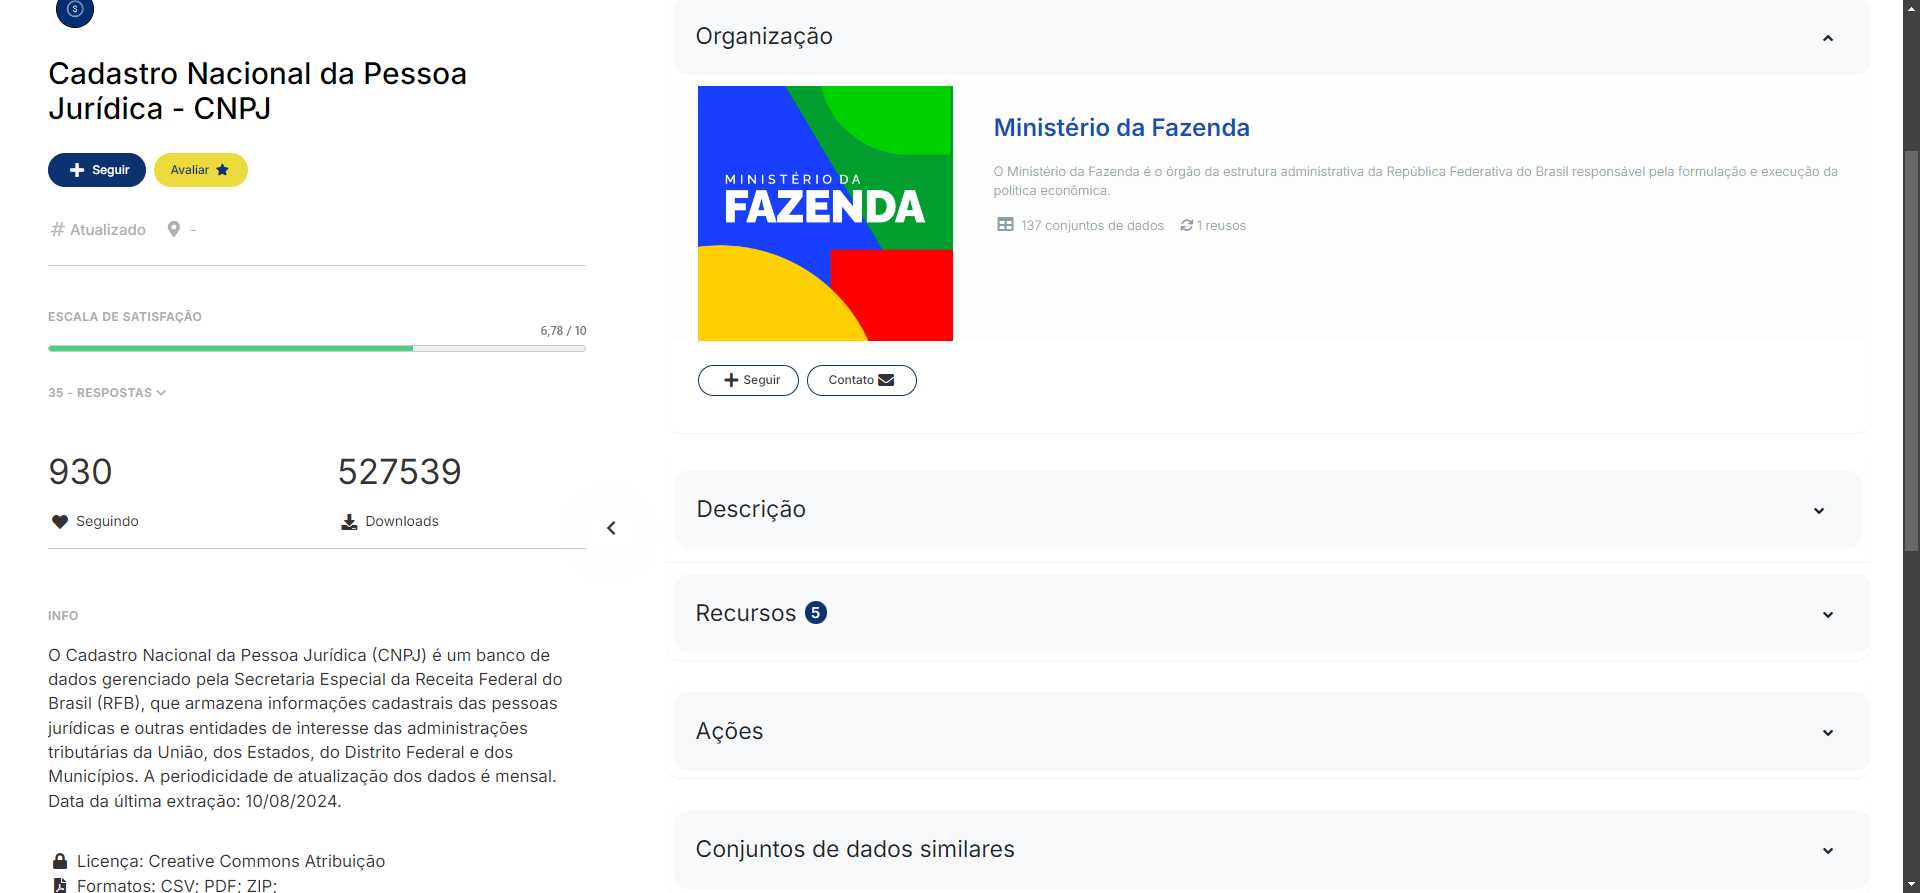 Cadastro Nacional da Pessoa
Jurídica - CNPJ
Seguir
Avaliar
# Atualizado
-
ESCALA DE SATISFAÇÃO
6,78 / 10
35 - RESPOSTAS
930
527539
Seguindo
Downloads
INFO
O Cadastro Nacional da Pessoa Jurídica (CNPJ) é um banco de
dados gerenciado pela Secretaria Especial da Receita Federal do
Brasil (RFB), que armazena informações cadastrais das pessoas
jurídicas e outras entidades de interesse das administrações
tributárias da União, dos Estados, do Distrito Federal e dos
Municípios. A periodicidade de atualização dos dados é mensal.
Data da última extração: 10/08/2024.
Licença: Creative Commons Atribuição
Formatos: CSV; PDF; ZIP;
Organização
MINISTÉRIO DA
FAZENDA
Ministério da Fazenda
O Ministério da Fazenda é o órgão da estrutura administrativa da República Federativa do Brasil responsável pela formulação e execução da
política econômica.
137 conjuntos de dados
1 reusos
Seguir
Contato
Descrição
Recursos 5
Ações
Conjuntos de dados similares